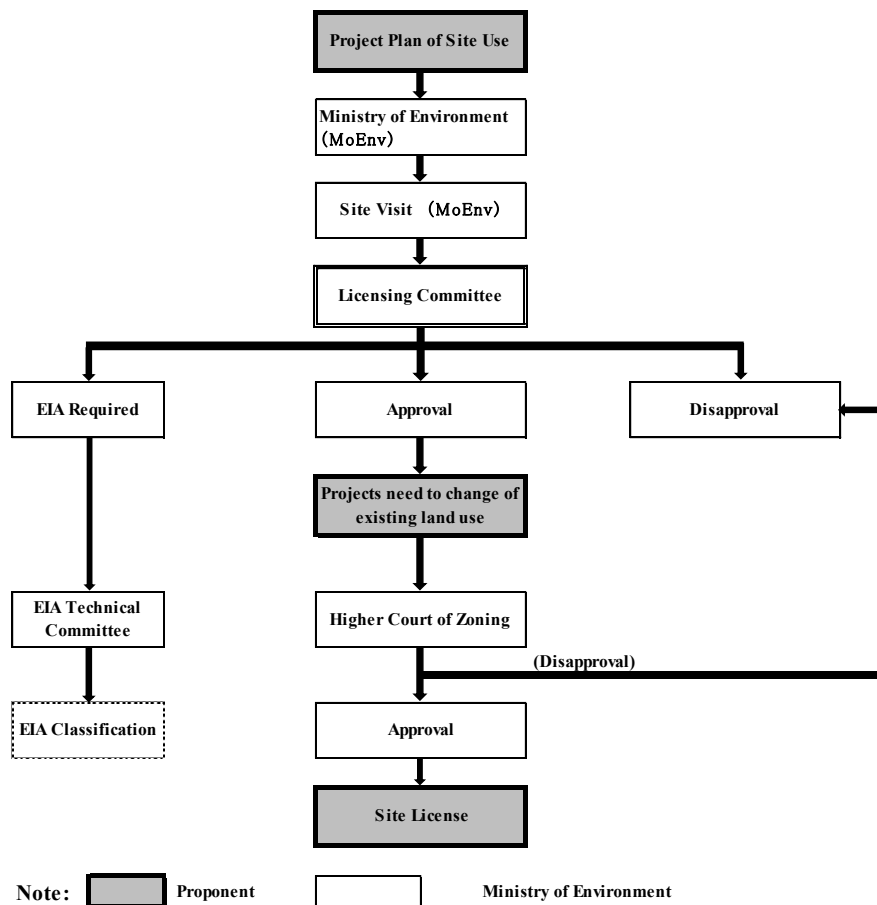 Project Plan of Site Use
Ministry of Environment
(MoEnv)
Site Visit (MoEnv)
Licensing Committee
EIA Required
Approval
Disapproval
Projects need to change of
existing land use
EIA Technical
Committee
Higher Court of Zoning
(Disapproval)
EIA Classification
Approval
Site License
Note: Proponent Ministry of Environment